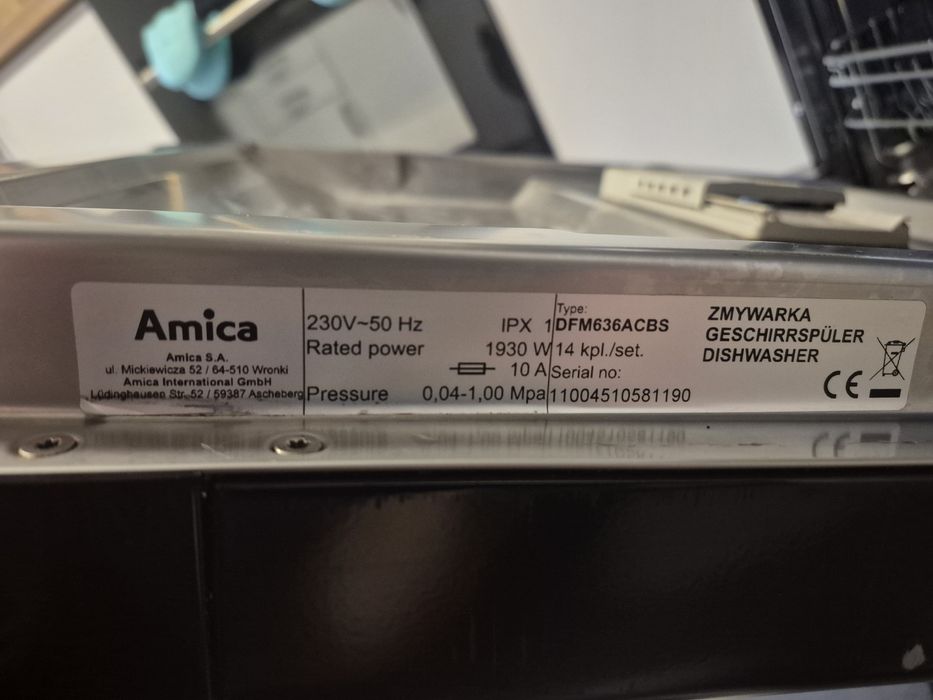 Amica
Amica S.A.
ul. Mickiewicza 52 / 64-510 Wronki
Amica International GmbH
Lüdinghausen Str. 52 / 59387 Ascheberg
230V~50 Hz IPX 1
Rated power 1930 W
10 A
Pressure 0,04-1,00 Mpa
Type:
DFM636ACBS
14 kpl./set.
Serial no:
11004510581190
ZMYWARKA
GESCHIRRSPÜLER
DISHWASHER
CE